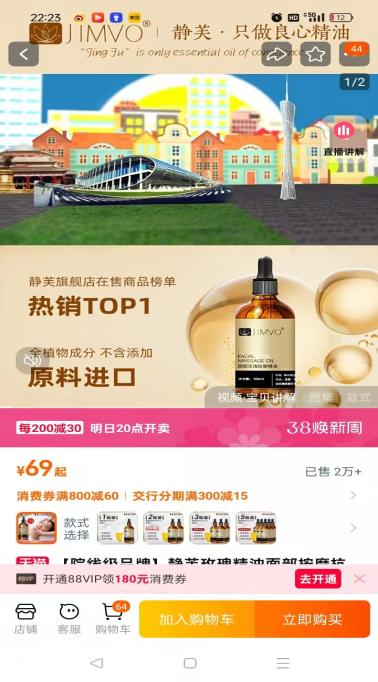 22:23
HD 5G 12
JIMVO® 静芙·只做良心精油
"Jing Fu" is only essential oil of conscience
44
1/2
直播讲解
静芙旗舰店在售商品榜单
热销TOP1
全植物成分 不含添加
原料进口
JIMVO
FACIAL
MASSAGE OIL
视频·宝贝讲解 图集 款式
每200减30 明日20点开卖 38焕新周
¥69起 已售 2万+
消费券满800减60 交行分期满300减15
款式
选择
天猫 【院线级品牌】静芙玫瑰精油面部按摩抗
88VIP 开通88VIP领180元消费券 去开通
64
店铺 客服 购物车 加入购物车 立即购买